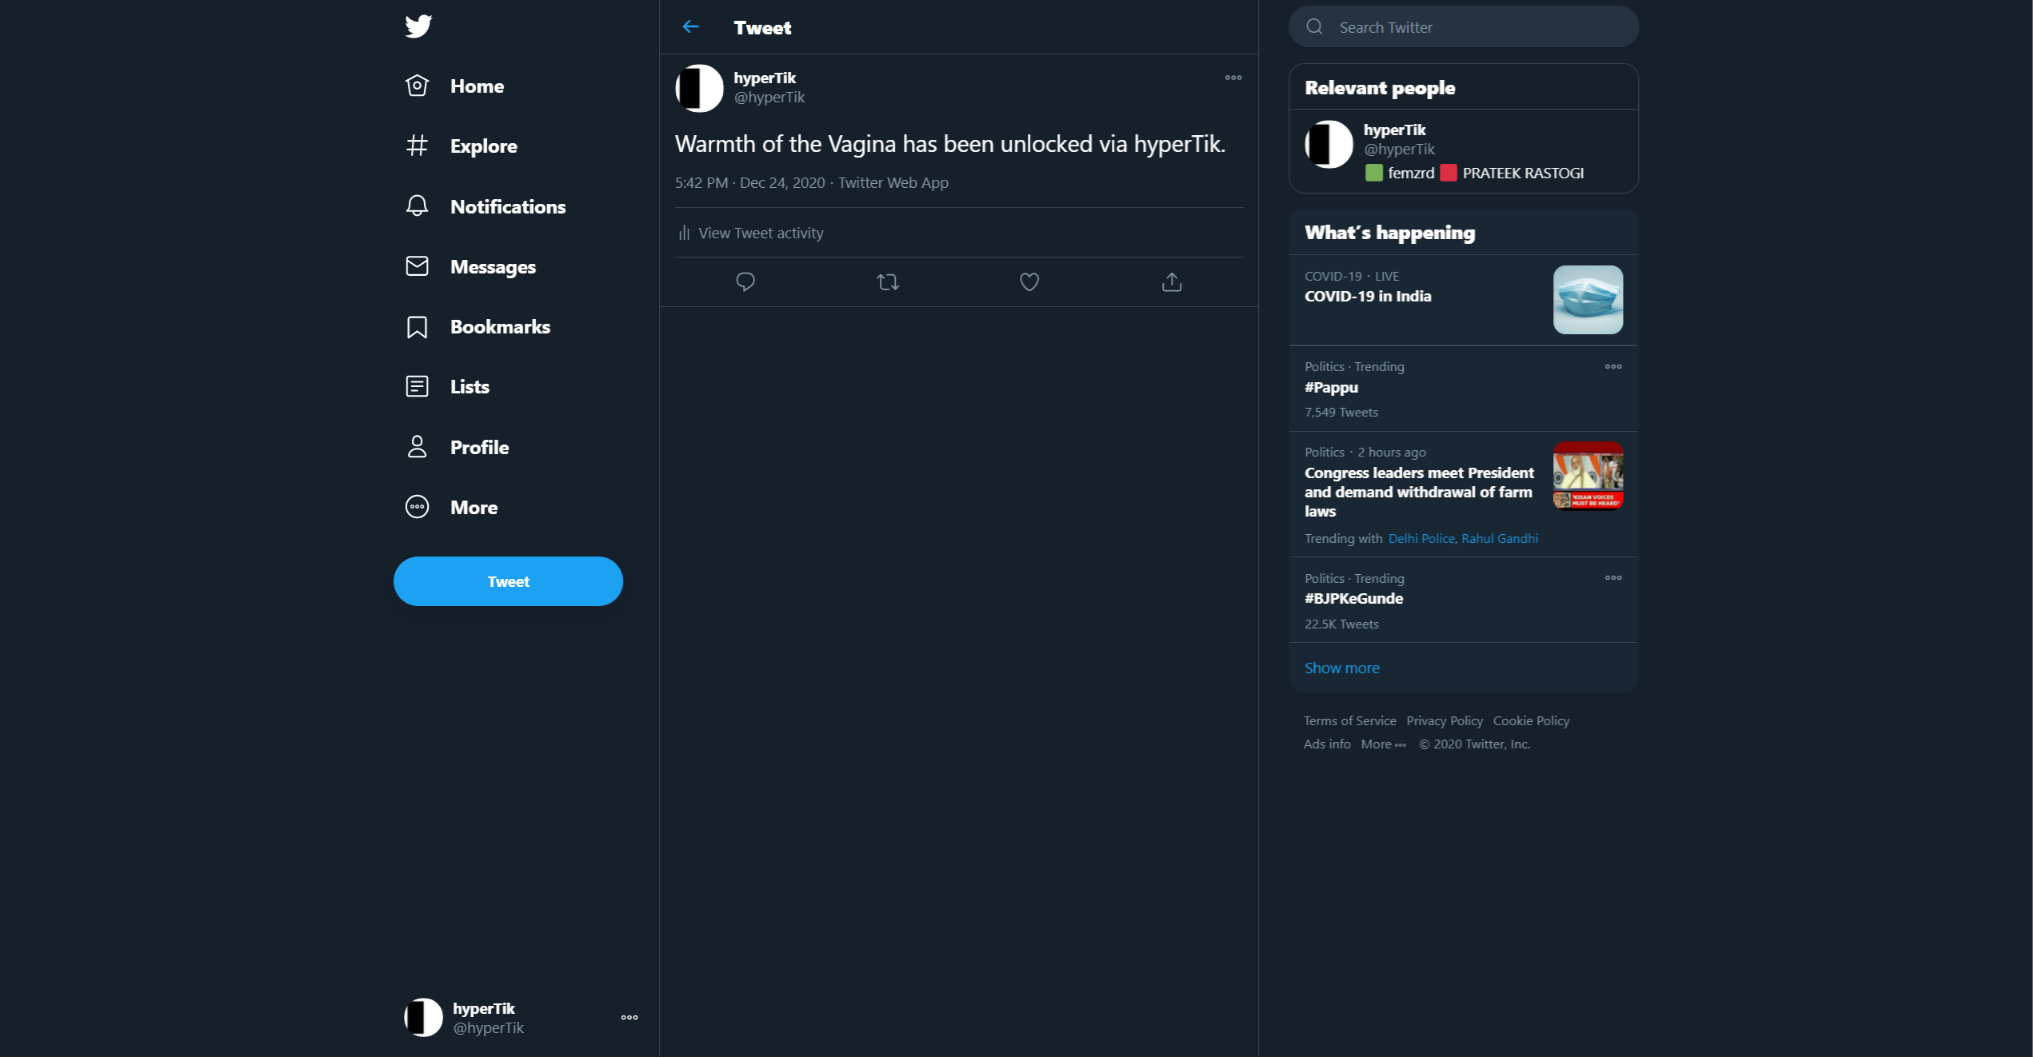 Home
Explore
Notifications
Messages
Bookmarks
Lists
Profile
More
Tweet
hyperTik
@hyperTik
Tweet
hyperTik
@hyperTik
Warmth of the Vagina has been unlocked via hyperTik.
5:42 PM · Dec 24, 2020 · Twitter Web App
View Tweet activity
Search Twitter
Relevant people
hyperTik
@hyperTik
🟩 femzrd 🟥 PRATEEK RASTOGI
What's happening
COVID-19 · LIVE
COVID-19 in India
Politics · Trending
#Pappu
7,549 Tweets
Politics · 2 hours ago
Congress leaders meet President
and demand withdrawal of farm
laws
"KISAN VOICES
MUST BE HEARD"
Trending with Delhi Police, Rahul Gandhi
Politics · Trending
#BJPKeGunde
22.5K Tweets
Show more
Terms of Service Privacy Policy Cookie Policy
Ads info More ··· © 2020 Twitter, Inc.